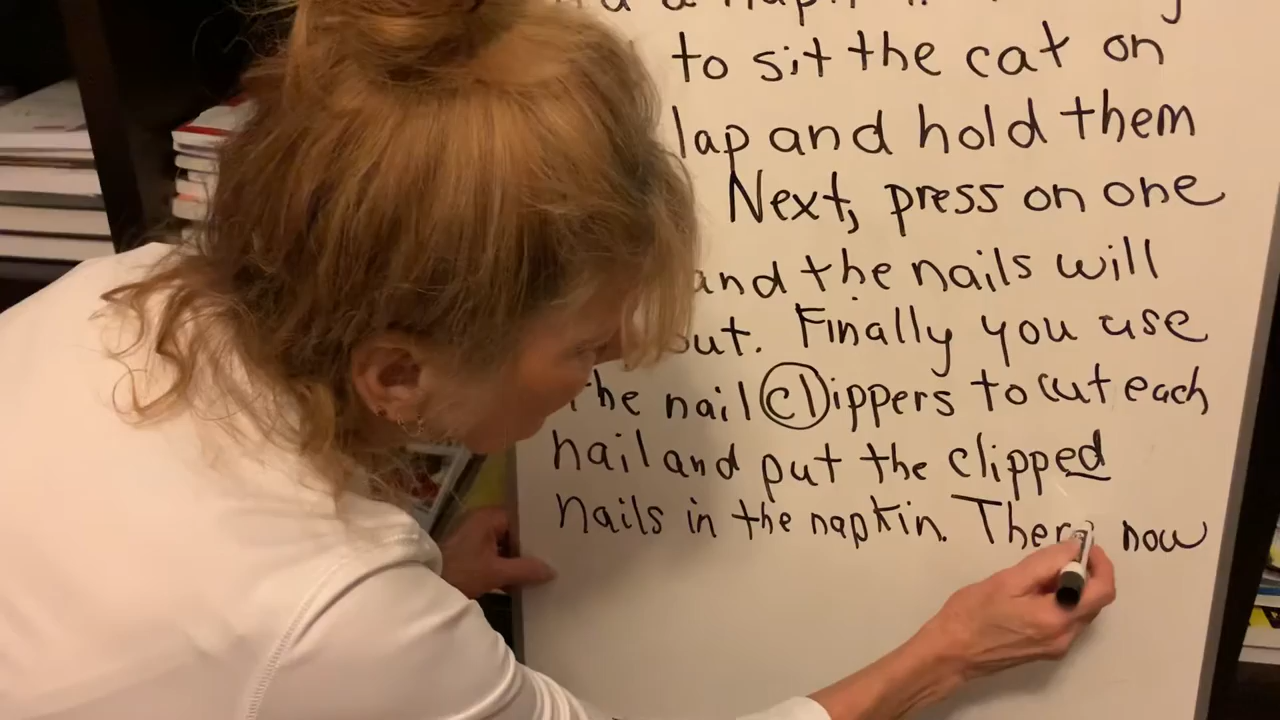 to sit the cat on
lap and hold them
Next, press on one
and the nails will
out. Finally you use
the nail clippers to cut each
nail and put the clipped
nails in the napkin. There now